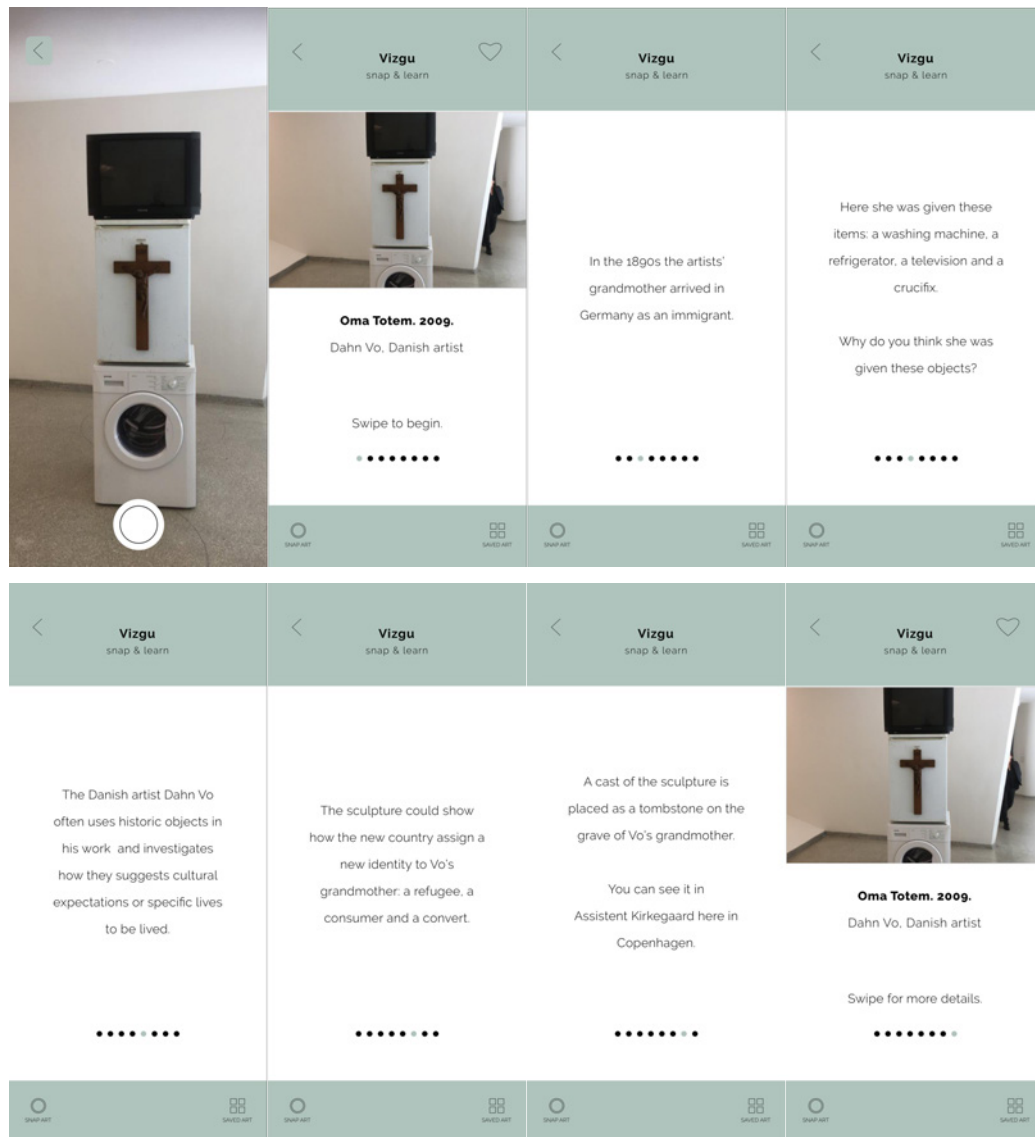 Vizgu
snap & learn
Oma Totem. 2009.
Dahn Vo, Danish artist
Swipe to begin.
SNAP ART
SAVED ART
Vizgu
snap & learn
In the 1890s the artists'
grandmother arrived in
Germany as an immigrant.
SNAP ART
SAVED ART
Vizgu
snap & learn
Here she was given these
items: a washing machine, a
refrigerator, a television and a
crucifix.
Why do you think she was
given these objects?
SNAP ART
SAVED ART
Vizgu
snap & learn
The Danish artist Dahn Vo
often uses historic objects in
his work and investigates
how they suggests cultural
expectations or specific lives
to be lived.
SNAP ART
SAVED ART
Vizgu
snap & learn
The sculpture could show
how the new country assign a
new identity to Vo's
grandmother: a refugee, a
consumer and a convert.
SNAP ART
SAVED ART
Vizgu
snap & learn
A cast of the sculpture is
placed as a tombstone on the
grave of Vo's grandmother.
You can see it in
Assistent Kirkegaard here in
Copenhagen.
SNAP ART
SAVED ART
Vizgu
snap & learn
Oma Totem. 2009.
Dahn Vo, Danish artist
Swipe for more details.
SNAP ART
SAVED ART